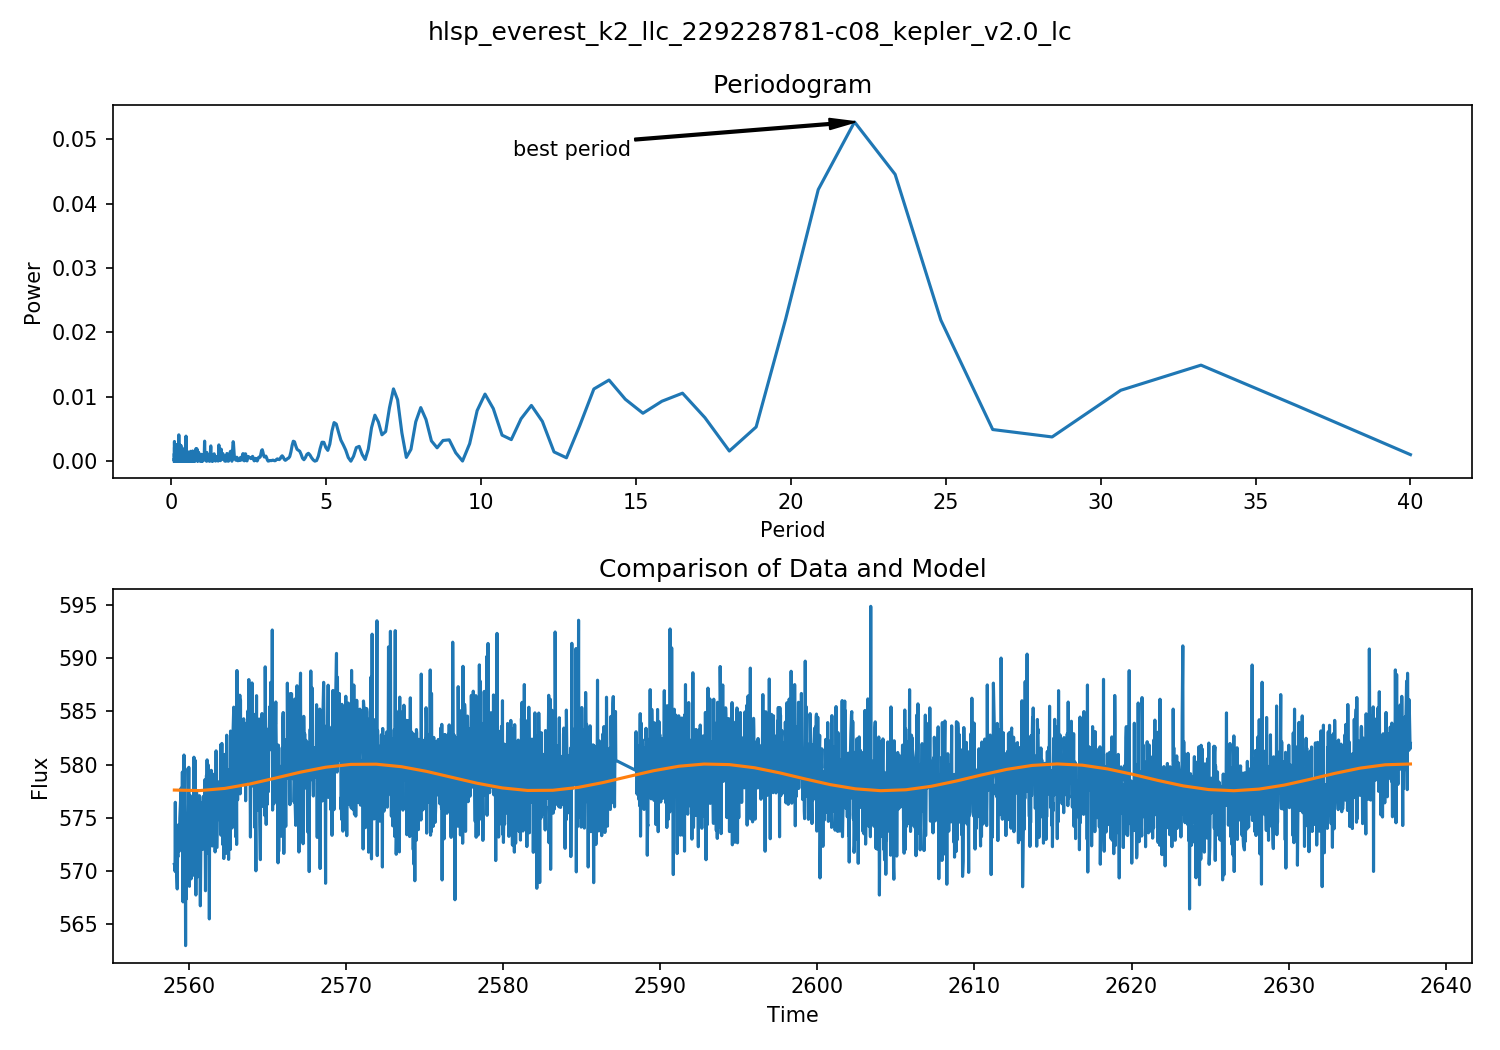 hlsp_everest_k2_llc_229228781-c08_kepler_v2.0_lc
Periodogram
0.05
0.04
0.03
0.02
0.01
0.00
Power
best period
0 5 10 15 20 25 30 35 40
Period
Comparison of Data and Model
595
590
585
580
575
570
565
Flux
2560 2570 2580 2590 2600 2610 2620 2630 2640
Time